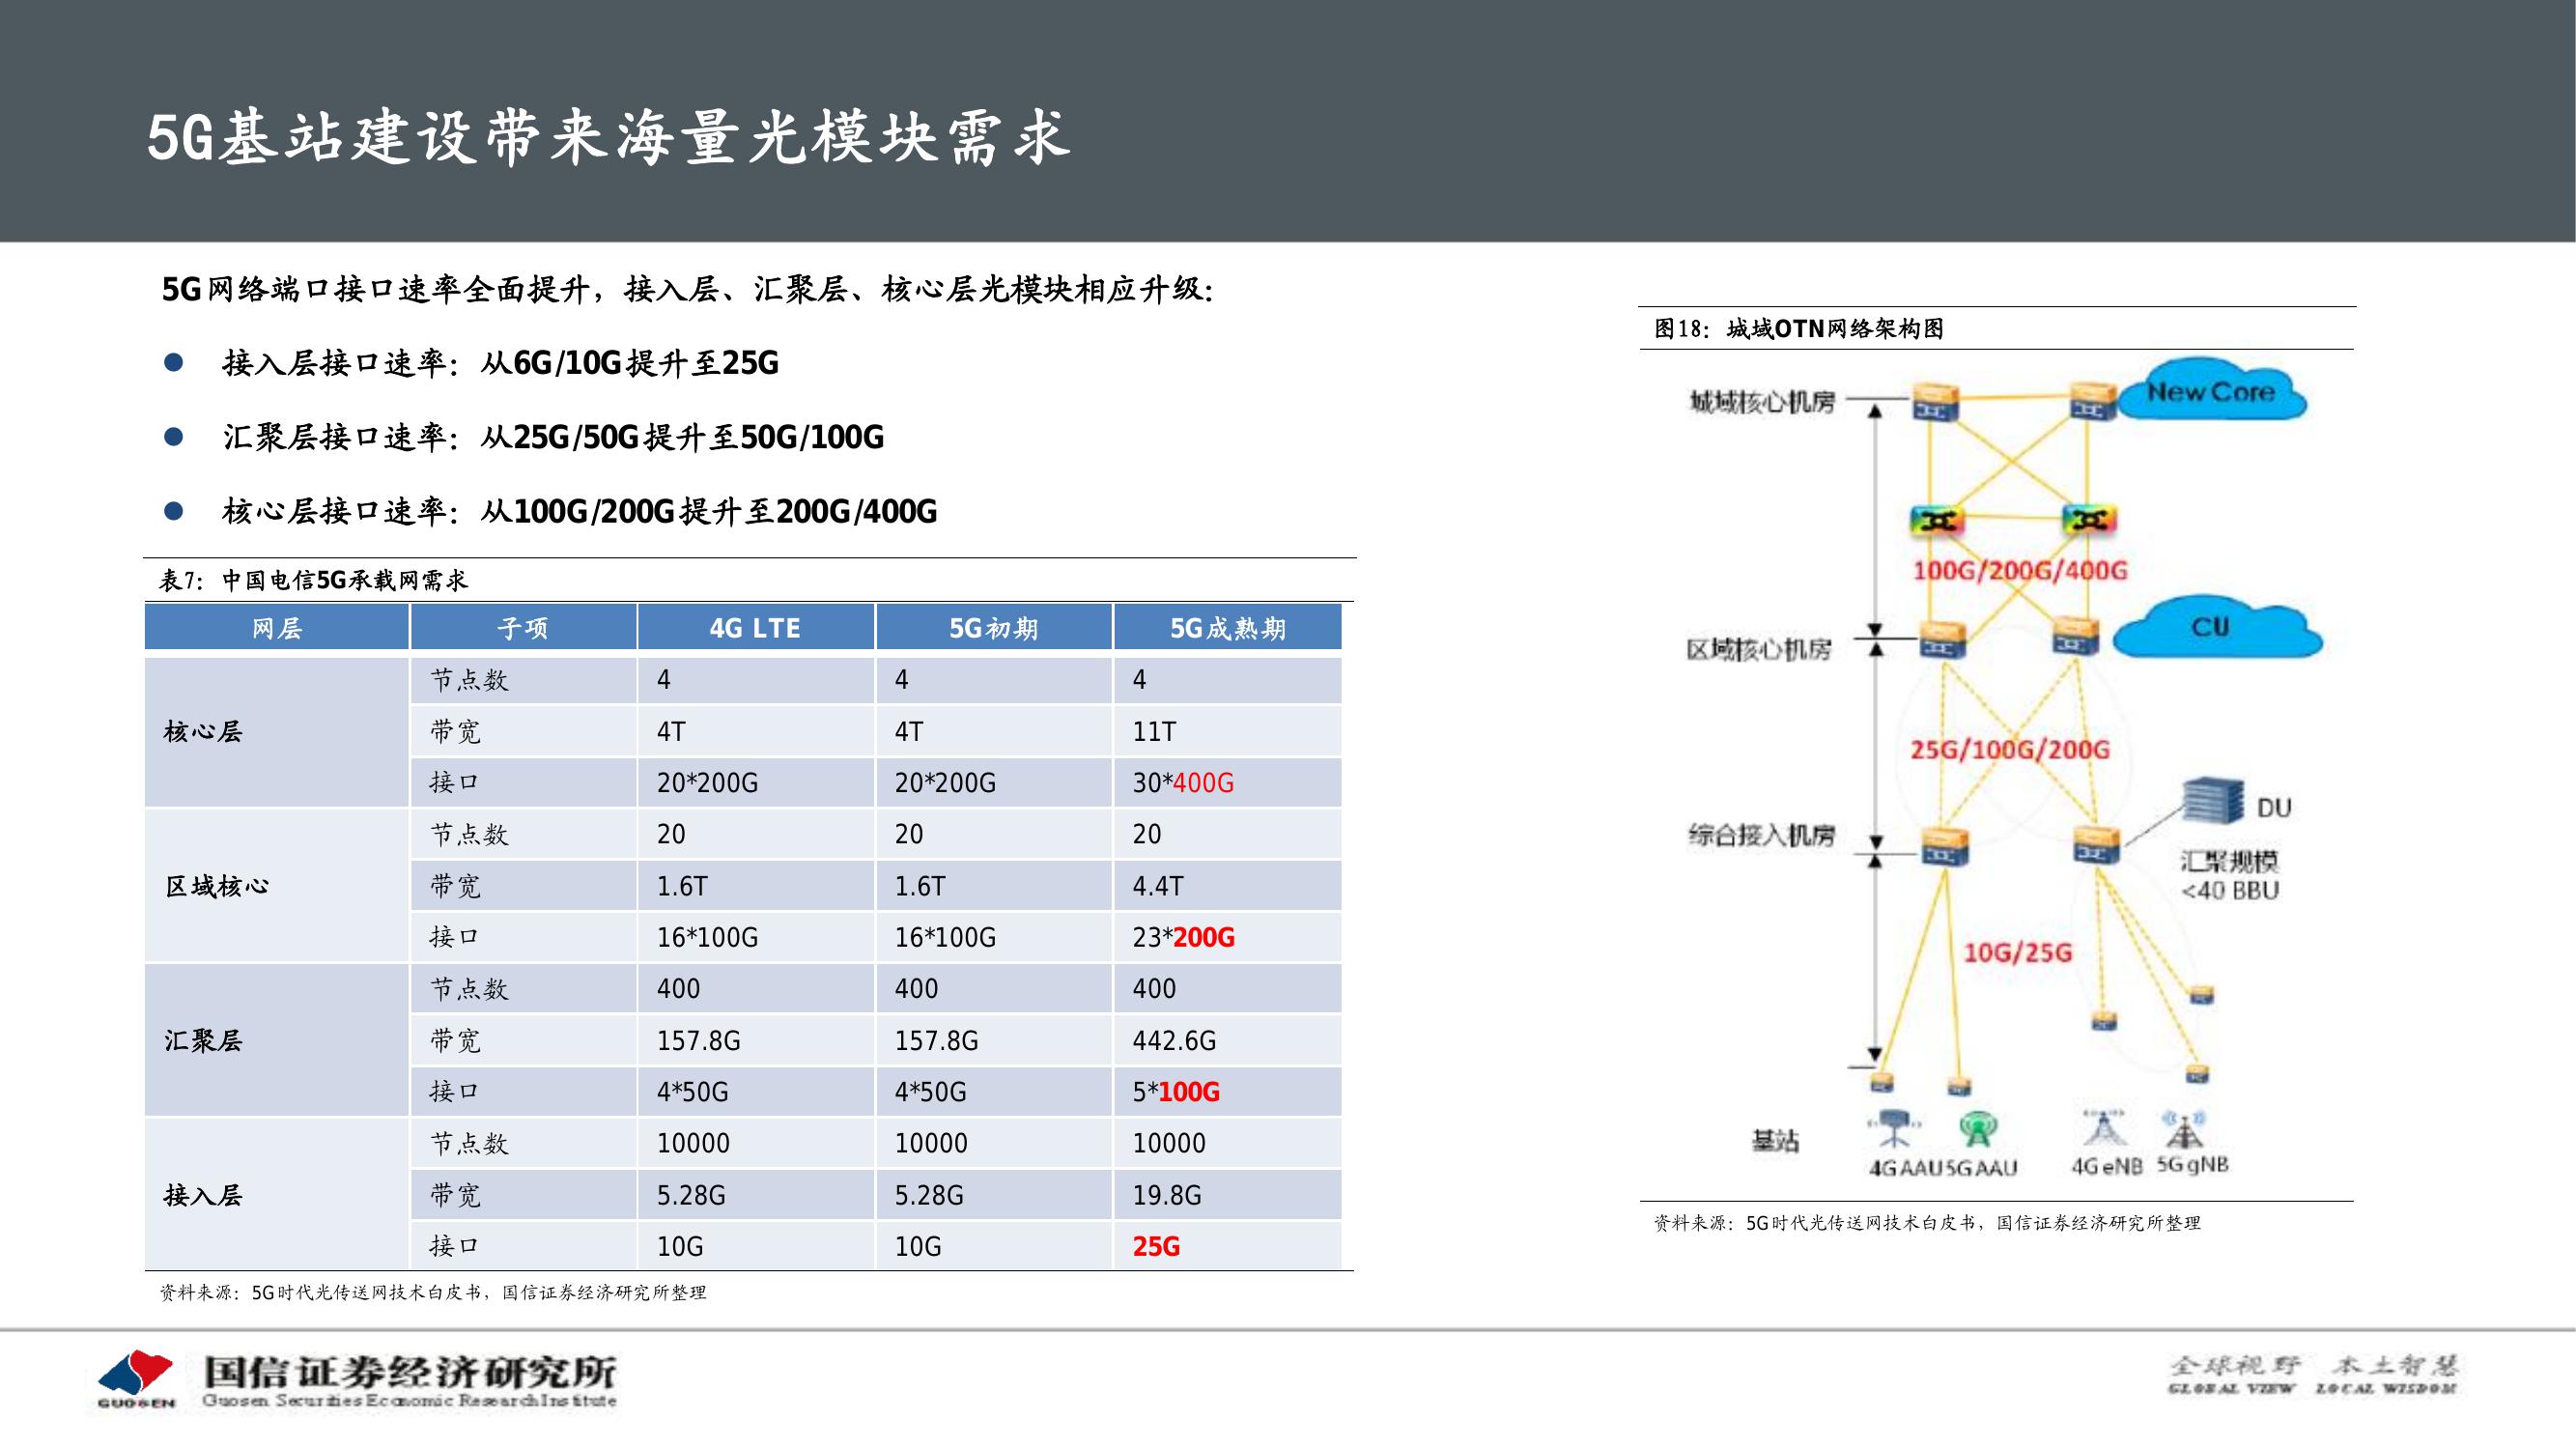 5G基站建设带来海量光模块需求
5G网络端口接口速率全面提升，接入层、汇聚层、核心层光模块相应升级：
● 接入层接口速率：从6G/10G提升至25G
● 汇聚层接口速率：从25G/50G提升至50G/100G
● 核心层接口速率：从100G/200G提升至200G/400G
表7：中国电信5G承载网需求
网层 子项 4G LTE 5G初期 5G成熟期
核心层
节点数 4 4 4
带宽 4T 4T 11T
接口 20*200G 20*200G 30*400G
区域核心
节点数 20 20 20
带宽 1.6T 1.6T 4.4T
接口 16*100G 16*100G 23*200G
汇聚层
节点数 400 400 400
带宽 157.8G 157.8G 442.6G
接口 4*50G 4*50G 5*100G
接入层
节点数 10000 10000 10000
带宽 5.28G 5.28G 19.8G
接口 10G 10G 25G
资料来源：5G时代光传送网技术白皮书，国信证券经济研究所整理
图18：城域OTN网络架构图
城域核心机房
New Core
100G/200G/400G
区域核心机房
CU
25G/100G/200G
综合接入机房
DU
汇聚规模
<40 BBU
10G/25G
基站
4G AAU 5G AAU 4G eNB 5G gNB
资料来源：5G时代光传送网技术白皮书，国信证券经济研究所整理
GUOSEN
国信证券经济研究所
Guosen Securities Economic Research Institute
全球视野 本土智慧
GLOBAL VIEW LOCAL WISDOM